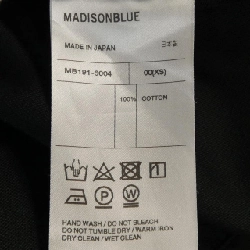 MADISONBLUE
MADE IN JAPAN
MB191-5004 00(XS)
100% COTTON
P W
HAND WASH / DO NOT BLEACH
DO NOT TUMBLE DRY / WARM IRON
DRY CLEAN / WET CLEAN